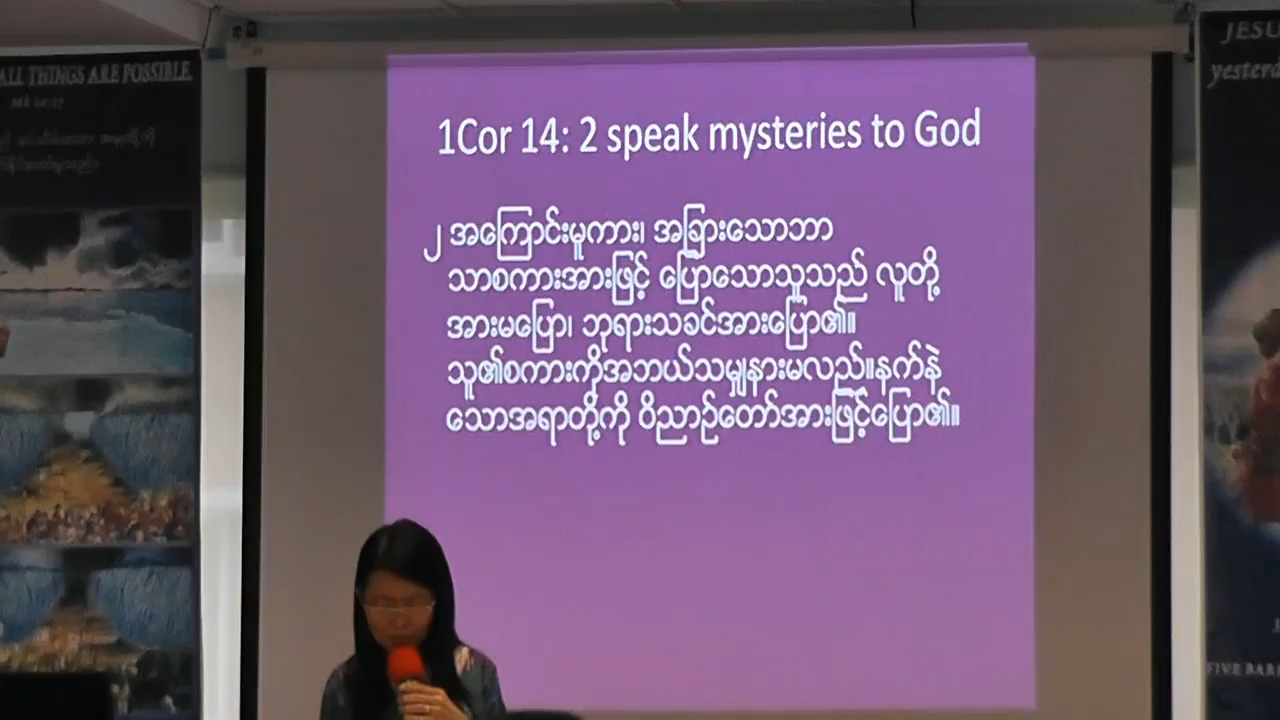 ALL THINGS ARE POSSIBLE.
1Cor 14: 2 speak mysteries to God
၂ အကြောင်းမူကား၊ အခြားသောဘာ
သာစကားအားဖြင့် ပြောသောသူသည် လူတို့
အားမပြော၊ ဘုရားသခင်အားပြော၏။
သူ၏စကားကိုအဘယ်သမျှနားမလည်။နက်နဲ
သောအရာတို့ကို ဝိညာဉ်တော်အားဖြင့်ပြော၏။
JESU
yesterd
FIVE BAR